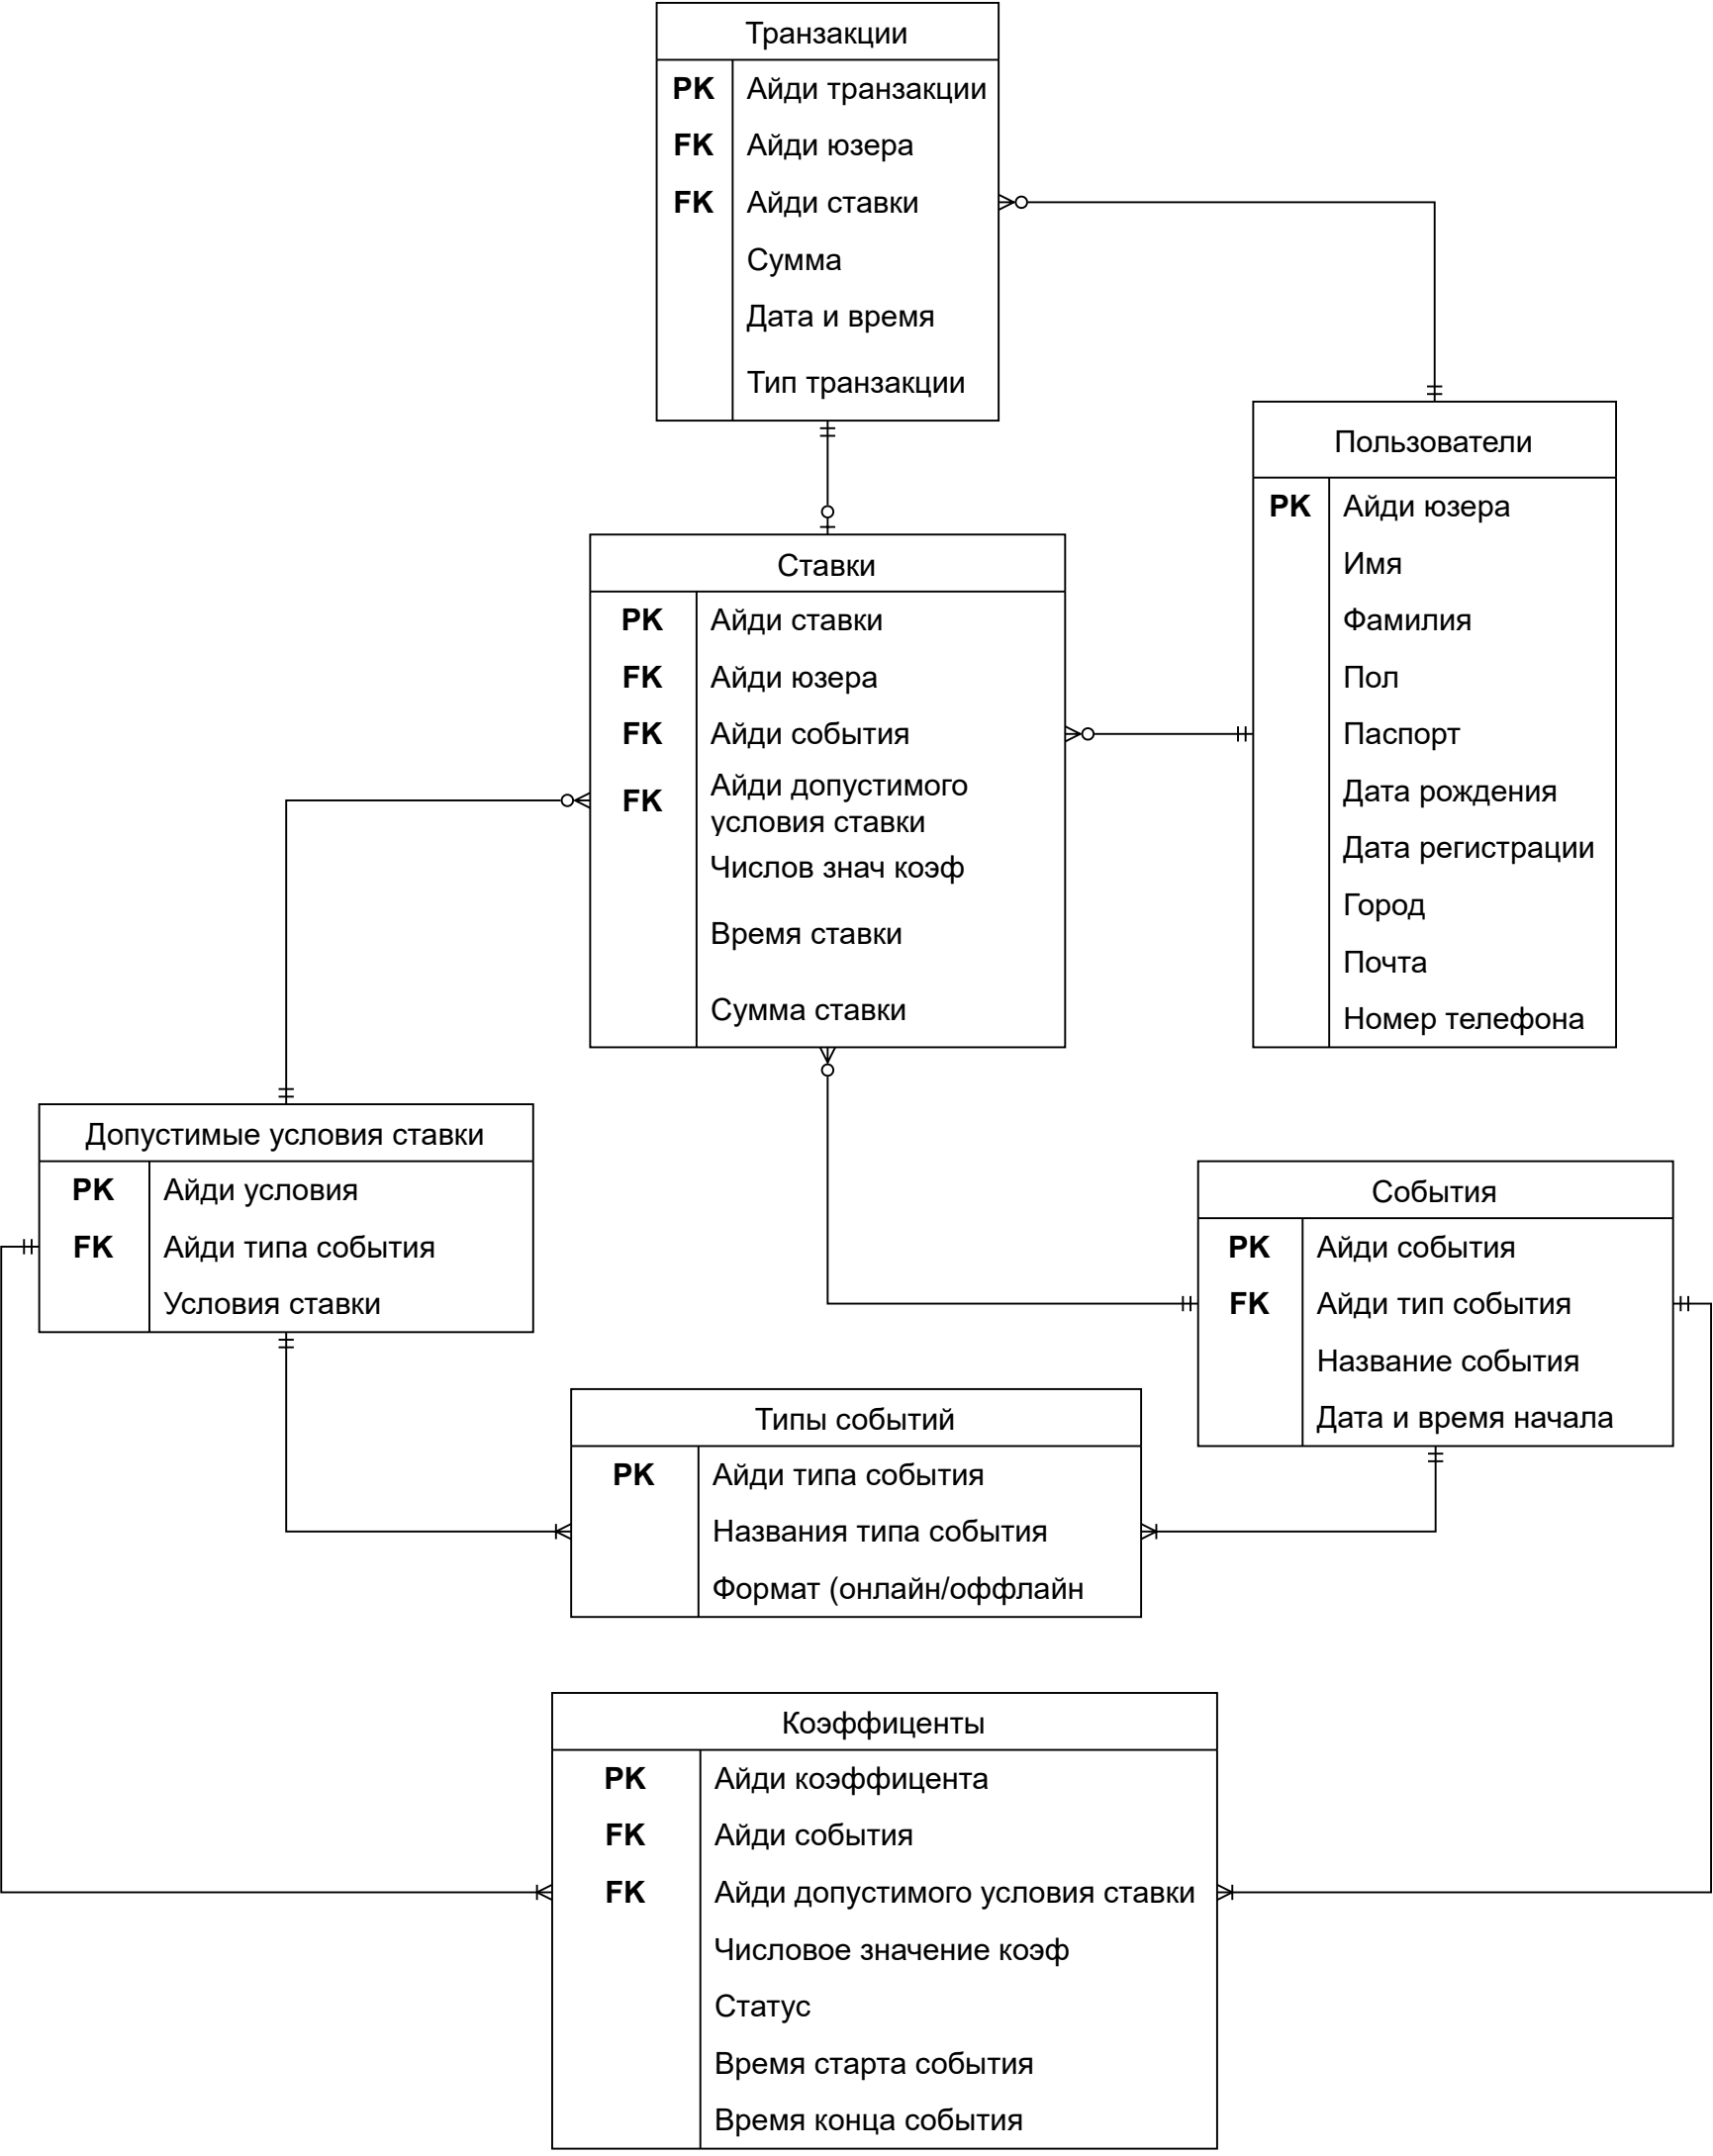 Транзакции
PK Айди транзакции
FK Айди юзера
FK Айди ставки
Сумма
Дата и время
Тип транзакции
Пользователи
PK Айди юзера
Имя
Фамилия
Пол
Паспорт
Дата рождения
Дата регистрации
Город
Почта
Номер телефона
Ставки
PK Айди ставки
FK Айди юзера
FK Айди события
FK Айди допустимого
условия ставки
Числов знач коэф
Время ставки
Сумма ставки
Допустимые условия ставки
PK Айди условия
FK Айди типа события
Условия ставки
События
PK Айди события
FK Айди тип события
Название события
Дата и время начала
Типы событий
PK Айди типа события
Названия типа события
Формат (онлайн/оффлайн
Коэффиценты
PK Айди коэффицента
FK Айди события
FK Айди допустимого условия ставки
Числовое значение коэф
Статус
Время старта события
Время конца события